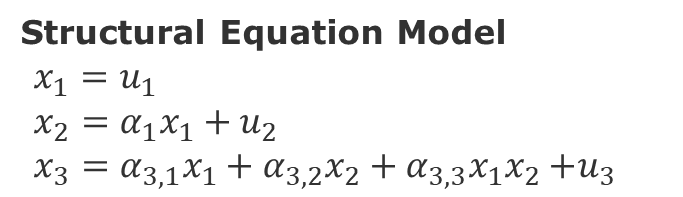 Structural Equation Model
x₁ = u₁
x₂ = α₁x₁ + u₂
x₃ = α₃,₁x₁ + α₃,₂x₂ + α₃,₃x₁x₂ +u₃